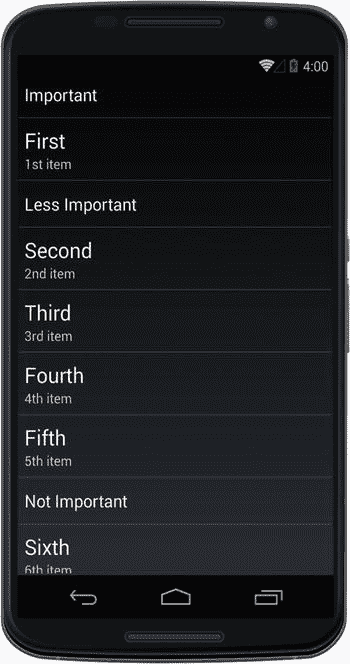 4:00
Important
First
1st item
Less Important
Second
2nd item
Third
3rd item
Fourth
4th item
Fifth
5th item
Not Important
Sixth
6th item